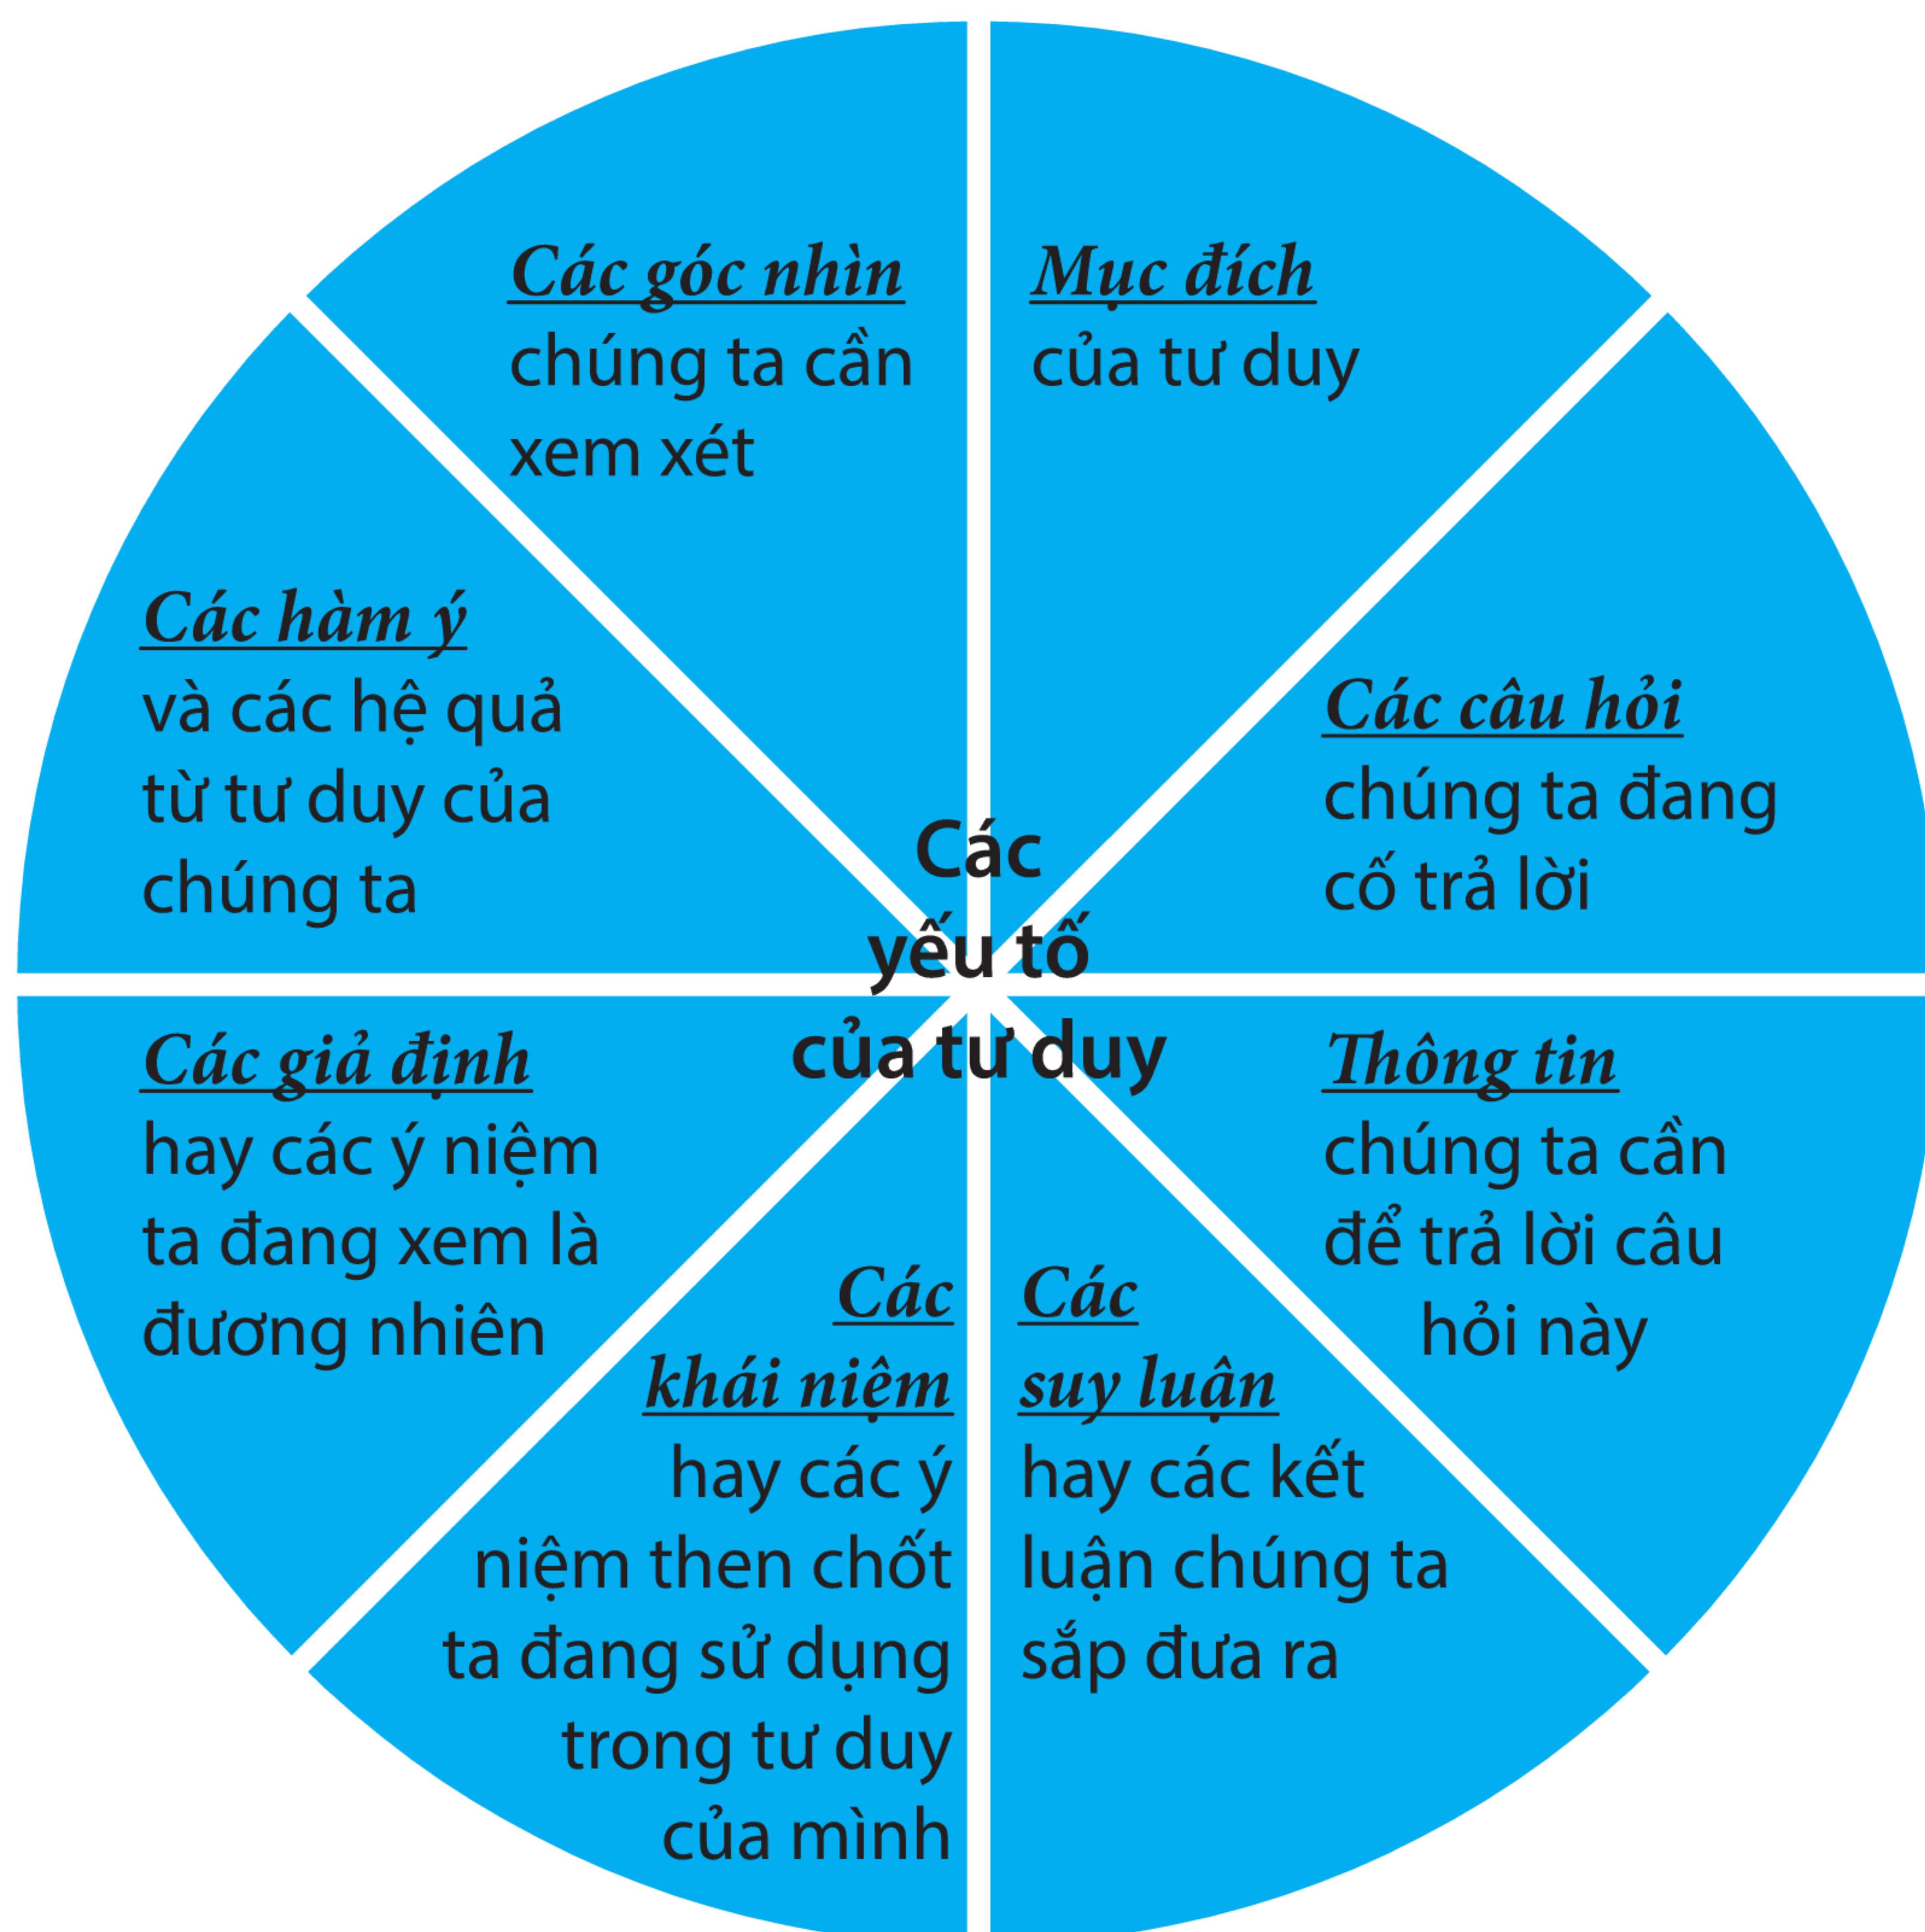 Các góc nhìn
chúng ta cần
xem xét
Mục đích
của tư duy
Các câu hỏi
chúng ta đang
cố trả lời
Thông tin
chúng ta cần
để trả lời câu
hỏi này
Các
suy luận
hay các kết
luận chúng ta
sắp đưa ra
Các
khái niệm
hay các ý
niệm then chốt
ta đang sử dụng
trong tư duy
của mình
Các giả định
hay các ý niệm
ta đang xem là
đương nhiên
Các hàm ý
và các hệ quả
từ tư duy của
chúng ta
Các
yếu tố
của tư duy